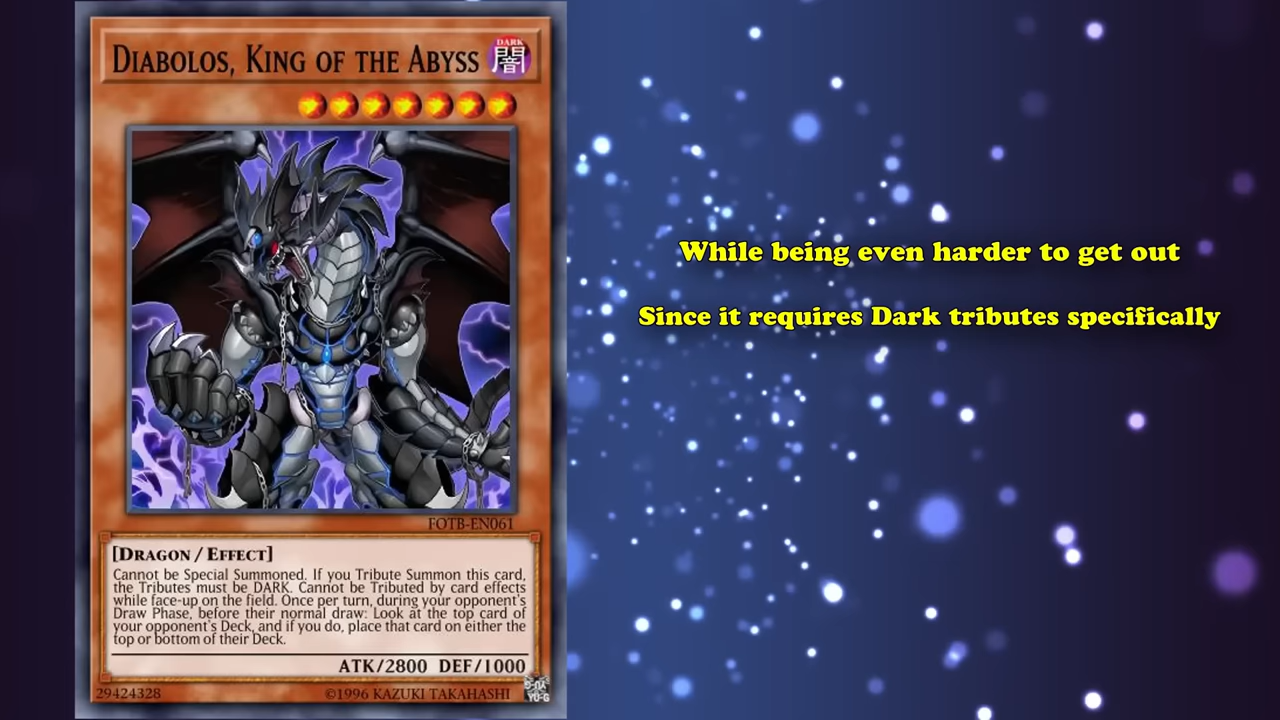 Diabolos, King of the Abyss
DARK
闇
FOTB-EN061
[Dragon / Effect]
Cannot be Special Summoned. If you Tribute Summon this card,
the Tributes must be DARK. Cannot be Tributed by card effects
while face-up on the field. Once per turn, during your opponent's
Draw Phase, before their normal draw: Look at the top card of
your opponent's Deck, and if you do, place that card on either the
top or bottom of their Deck.
ATK/2800 DEF/1000
29424328
©1996 KAZUKI TAKAHASHI
While being even harder to get out
Since it requires Dark tributes specifically